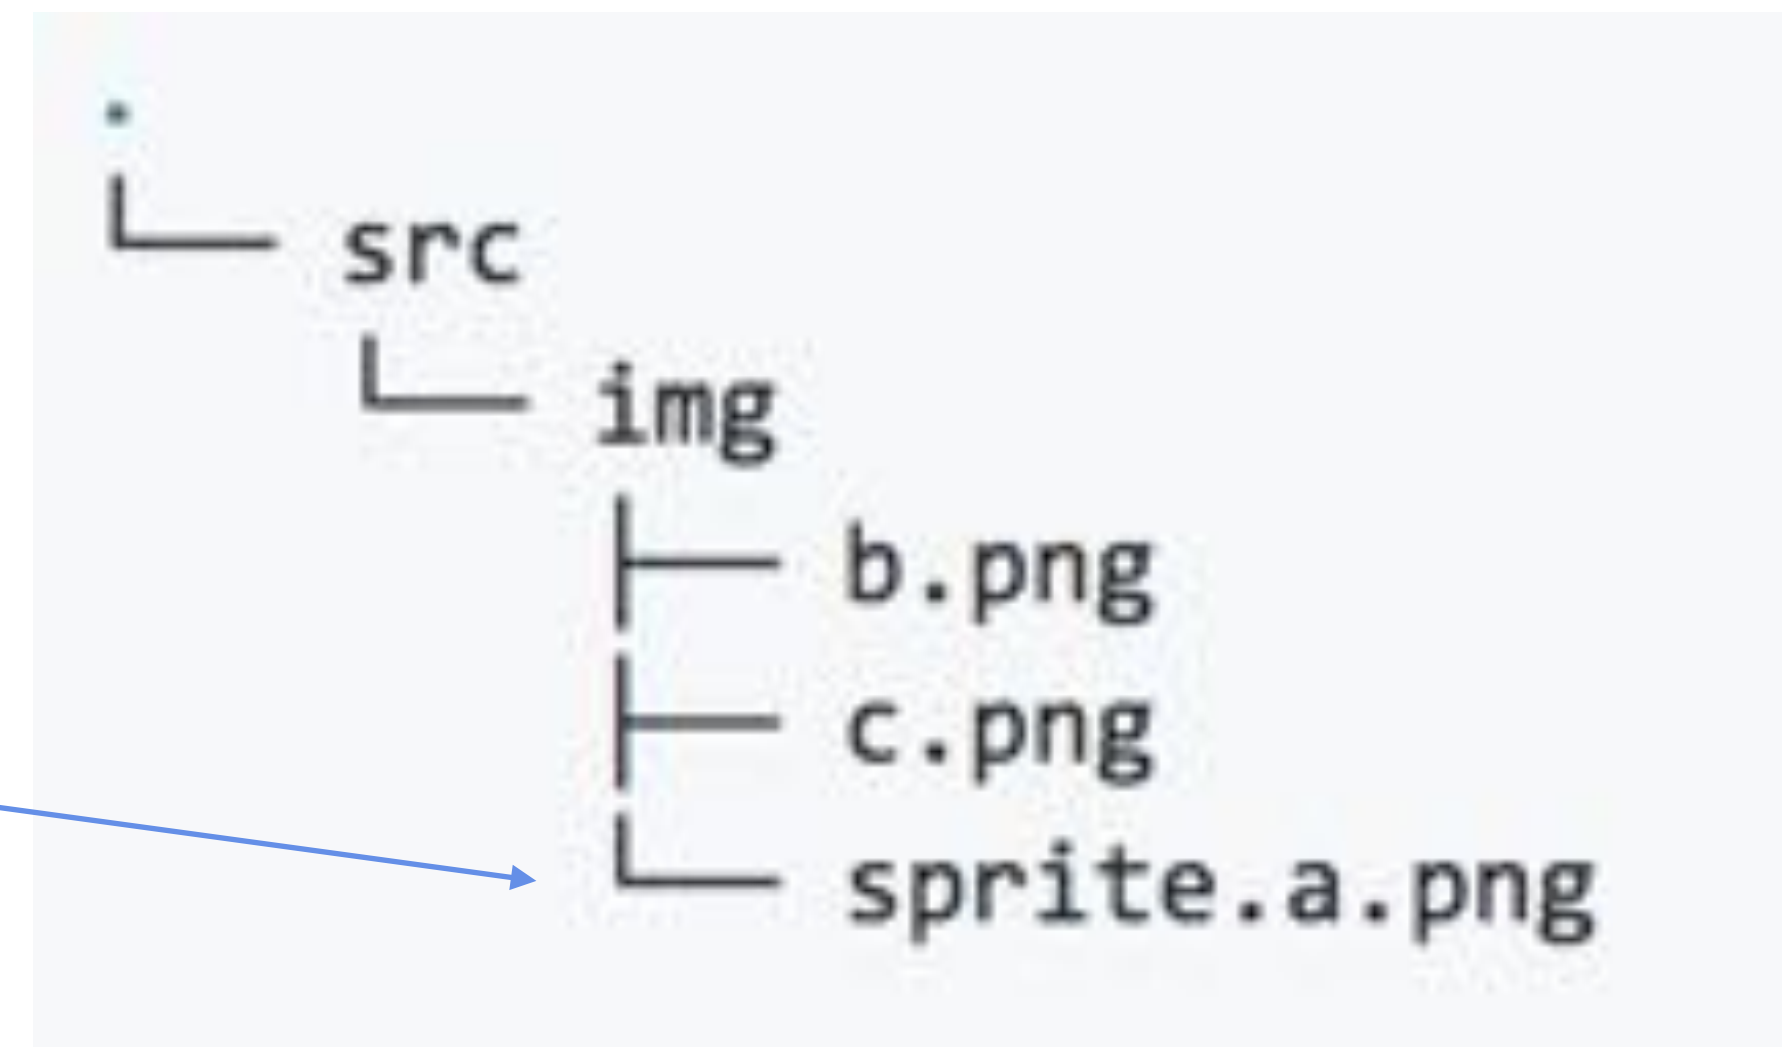 .
└── src
    └── img
        ├── b.png
        ├── c.png
        └── sprite.a.png